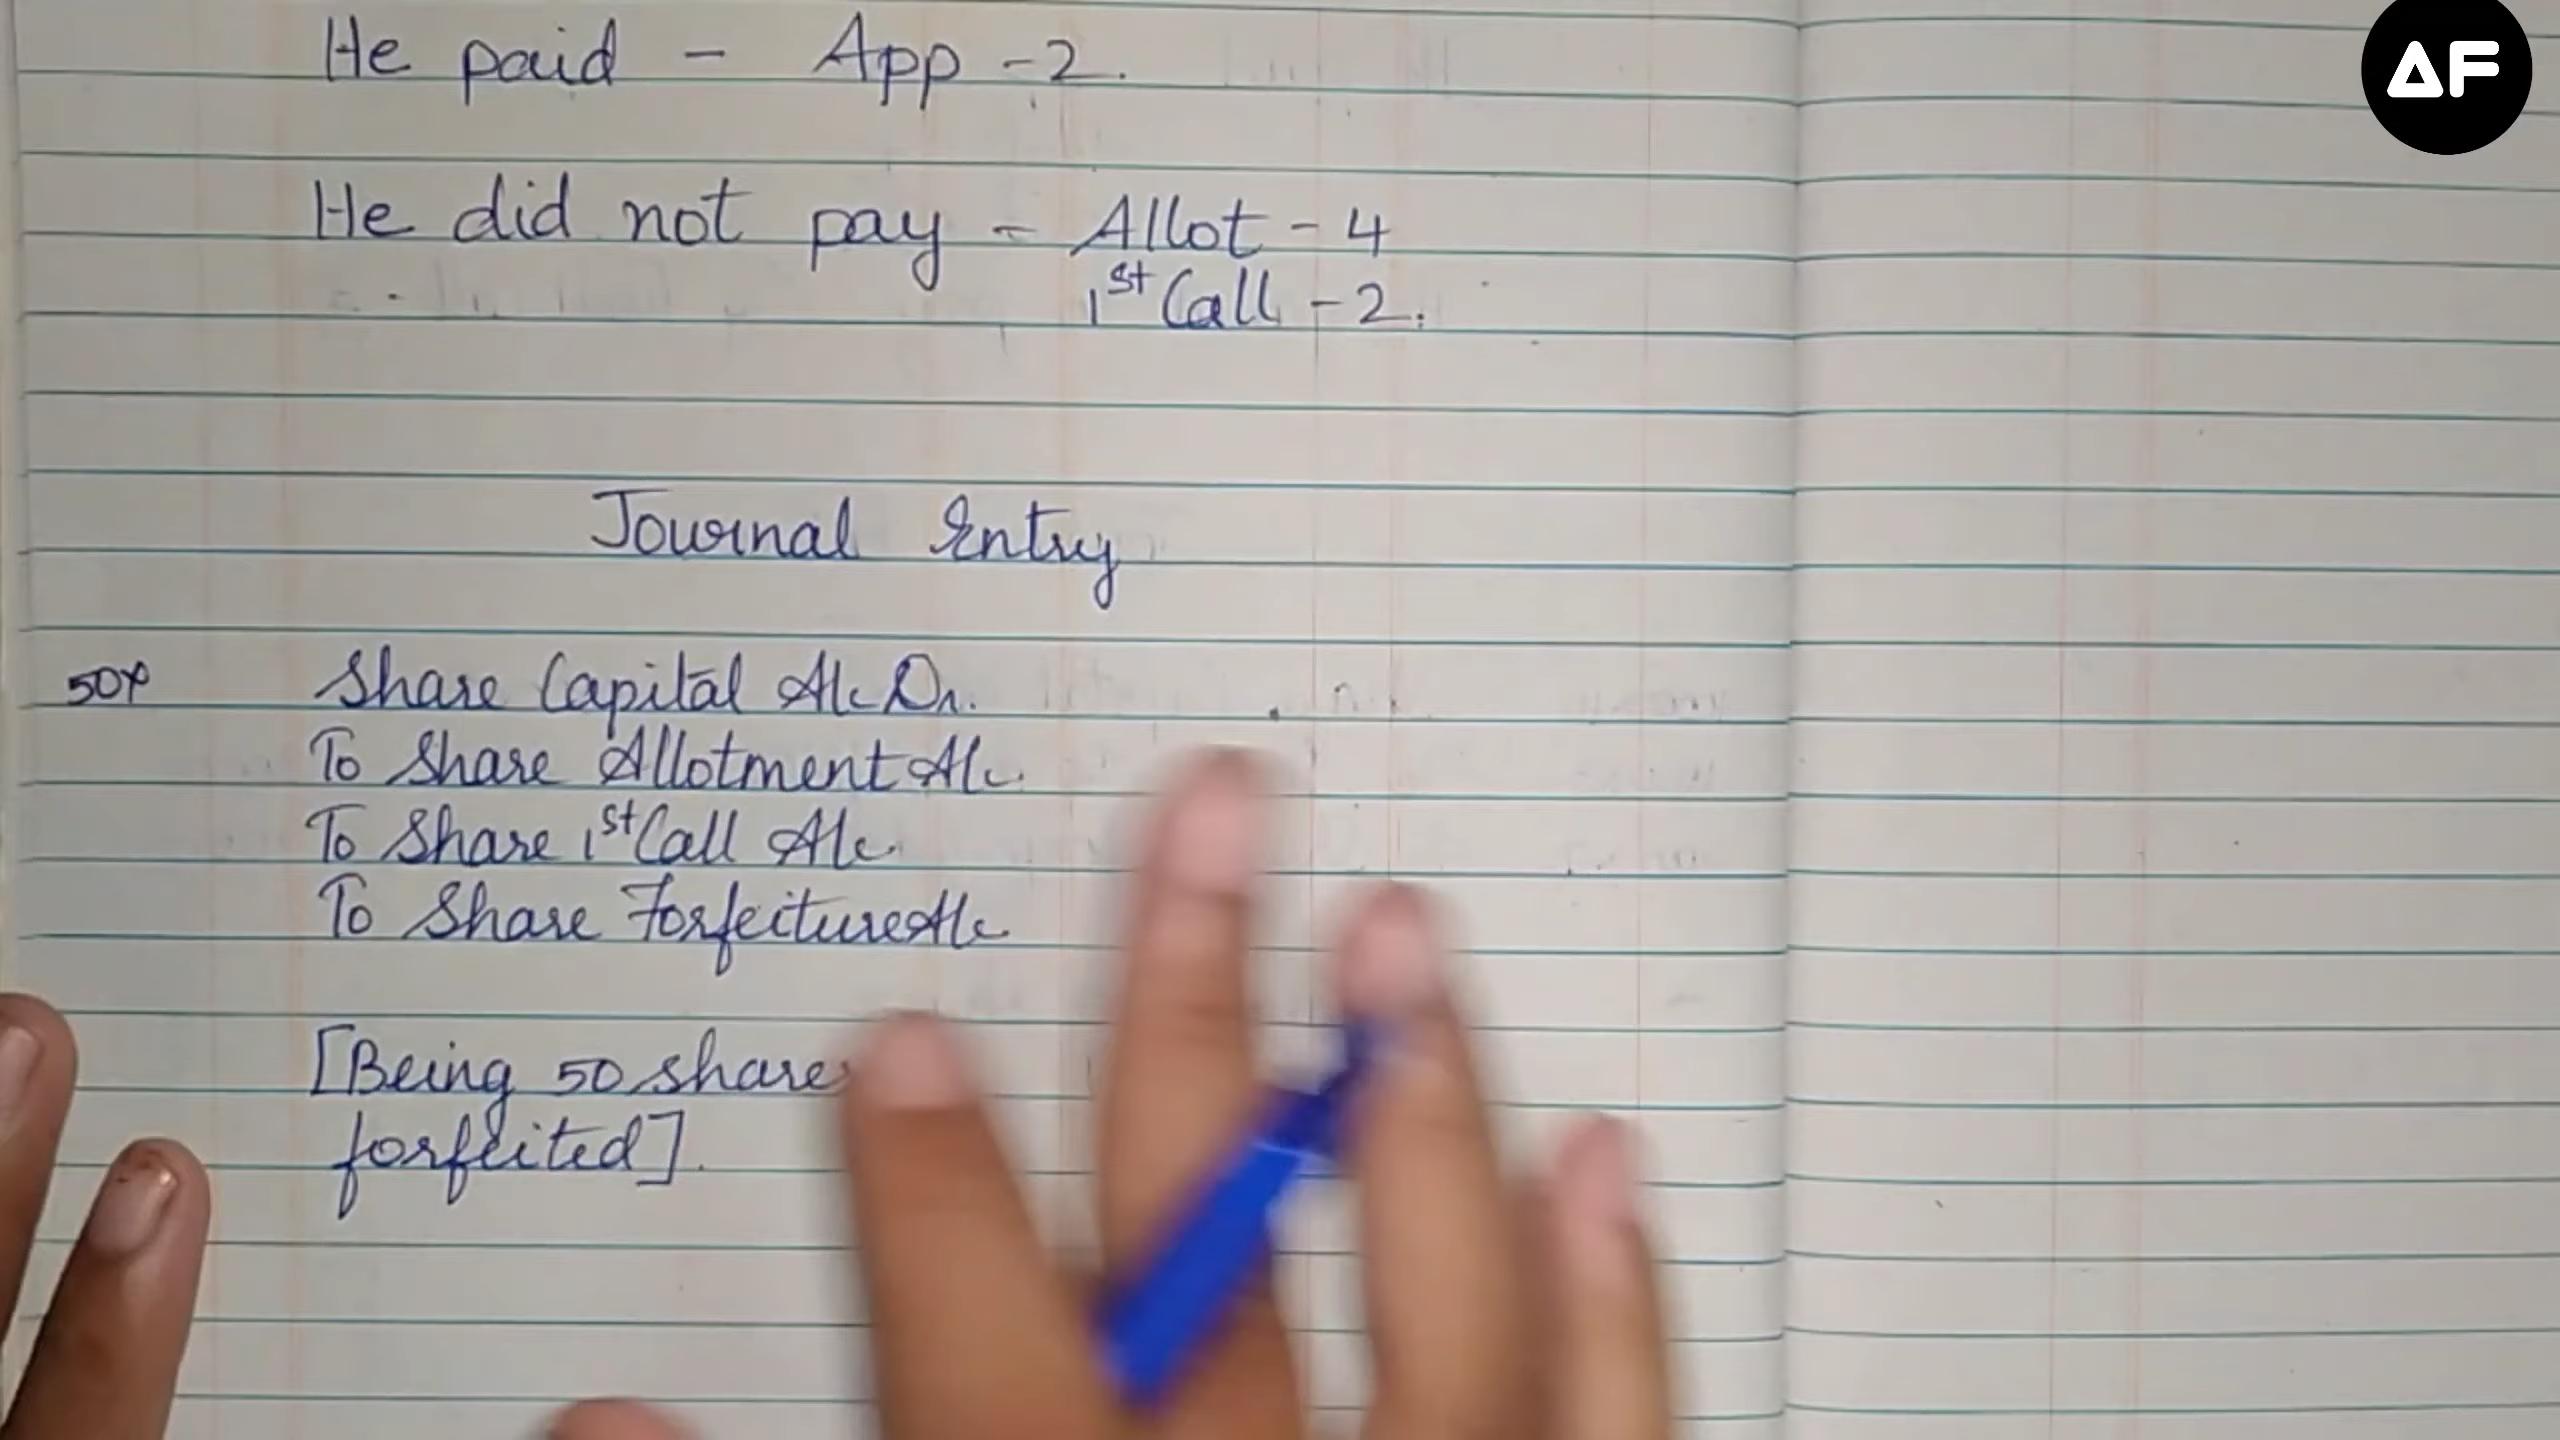 AF
He paid - App - 2.
He did not pay - Allot - 4
1st Call - 2.
Journal Entry
50x Share Capital A/c Dr.
To Share Allotment A/c
To Share 1st Call A/c
To Share Forfeiture A/c
[Being 50 shares
forfeited].